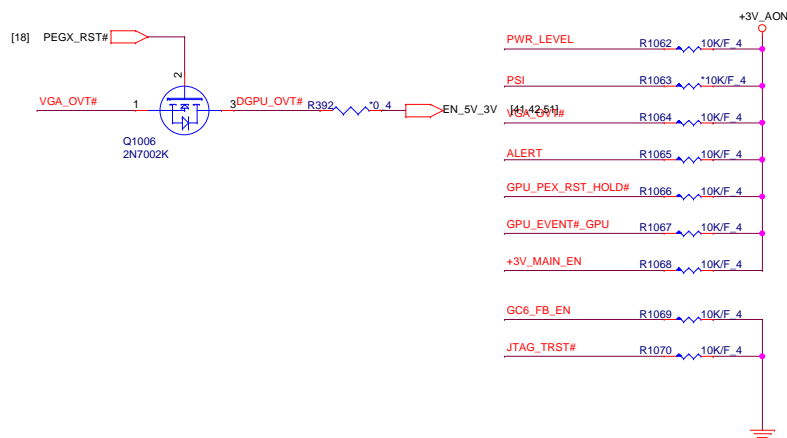 [18] PEGX_RST#
2
VGA_OVT# 1
3 DGPU_OVT# R392 *0_4 EN_5V_3V [41,42,51]
Q1006
2N7002K
+3V_AON
PWR_LEVEL R1062 10K/F_4
PSI R1063 *10K/F_4
VGA_OVT# R1064 10K/F_4
ALERT R1065 10K/F_4
GPU_PEX_RST_HOLD# R1066 10K/F_4
GPU_EVENT#_GPU R1067 10K/F_4
+3V_MAIN_EN R1068 10K/F_4
GC6_FB_EN R1069 10K/F_4
JTAG_TRST# R1070 10K/F_4